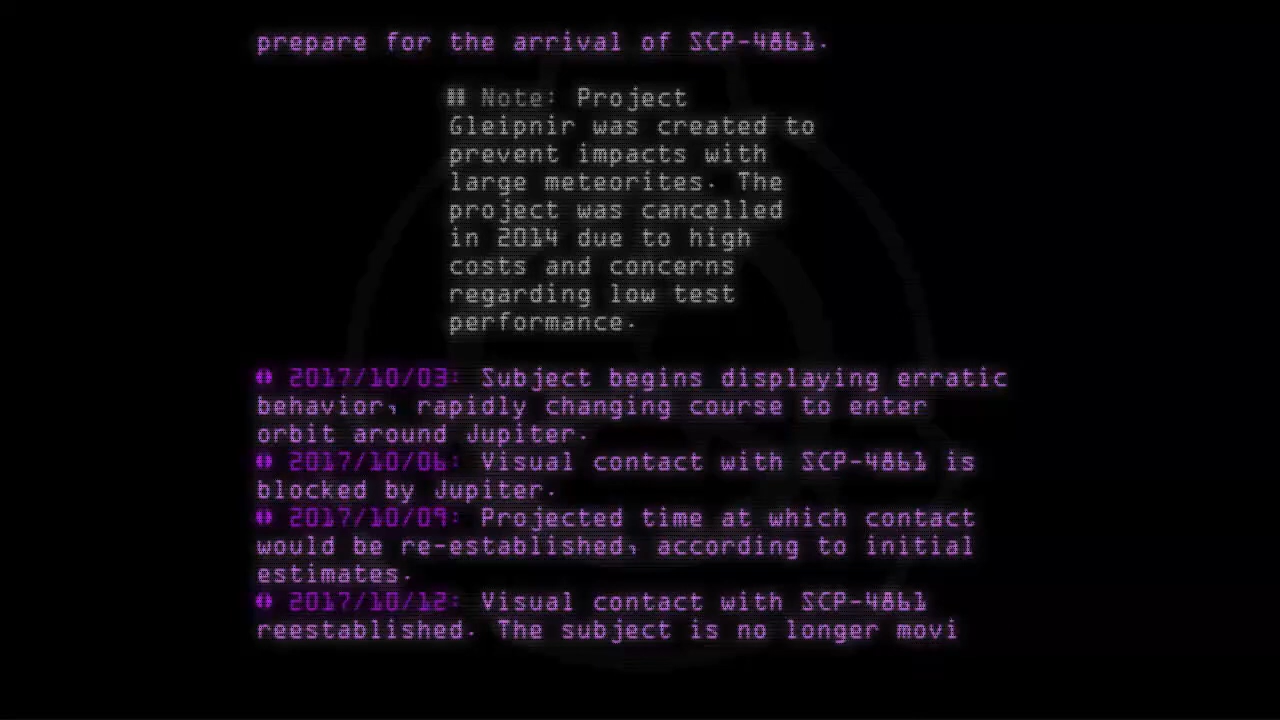 prepare for the arrival of SCP-4861.
## Note: Project
Gleipnir was created to
prevent impacts with
large meteorites. The
project was cancelled
in 2014 due to high
costs and concerns
regarding low test
performance.
2017/10/03: Subject begins displaying erratic
behavior, rapidly changing course to enter
orbit around Jupiter.
2017/10/06: Visual contact with SCP-4861 is
blocked by Jupiter.
2017/10/09: Projected time at which contact
would be re-established, according to initial
estimates.
2017/10/12: Visual contact with SCP-4861
reestablished. The subject is no longer movi